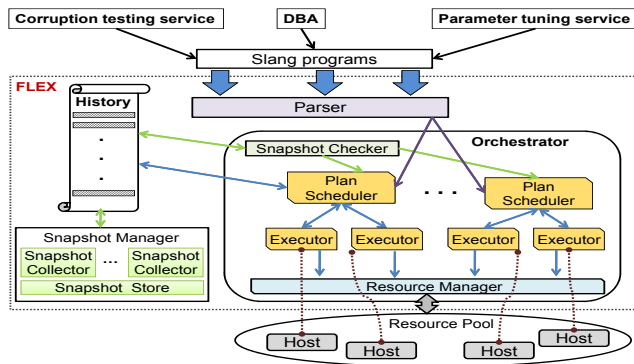 Corruption testing service
DBA
Parameter tuning service
Slang programs
FLEX
History
Parser
Orchestrator
Snapshot Checker
Plan
Scheduler
. . .
Plan
Scheduler
Snapshot Manager
Executor
Executor
Executor
Executor
Snapshot
Collector
...
Snapshot
Collector
Snapshot Store
Resource Manager
Resource Pool
Host
Host
Host
Host